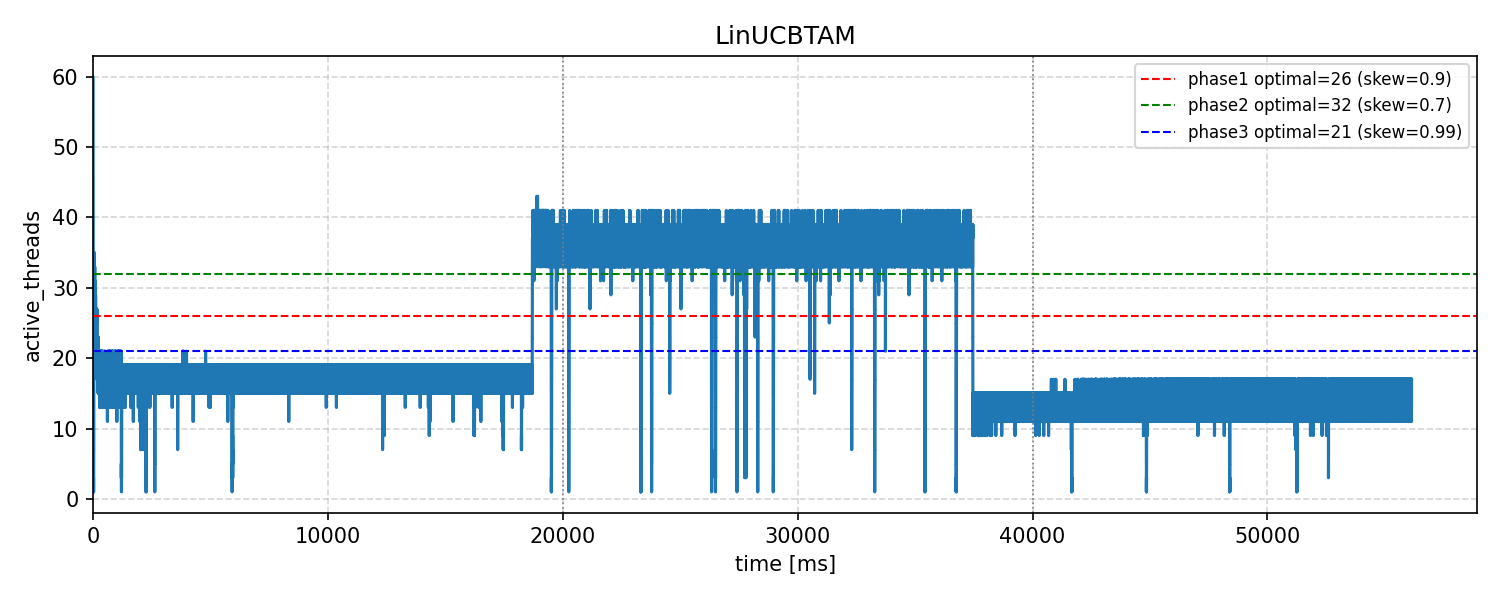 LinUCBTAM
active_threads
60
50
40
30
20
10
0
phase1 optimal=26 (skew=0.9)
phase2 optimal=32 (skew=0.7)
phase3 optimal=21 (skew=0.99)
0 10000 20000 30000 40000 50000
time [ms]